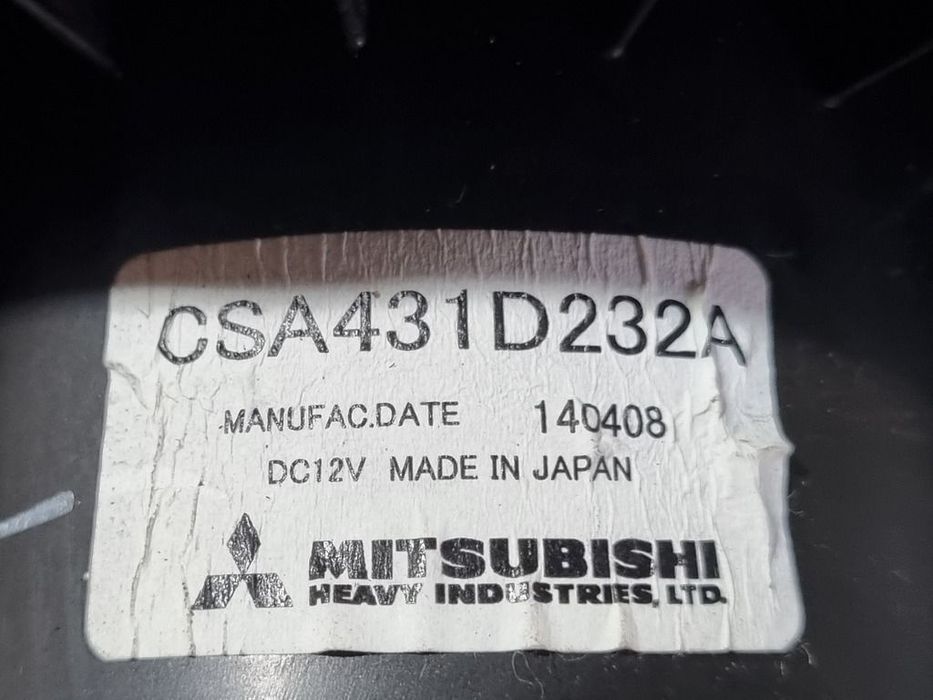 CSA431D232A
MANUFAC.DATE 140408
DC12V MADE IN JAPAN
MITSUBISHI
HEAVY INDUSTRIES, LTD.